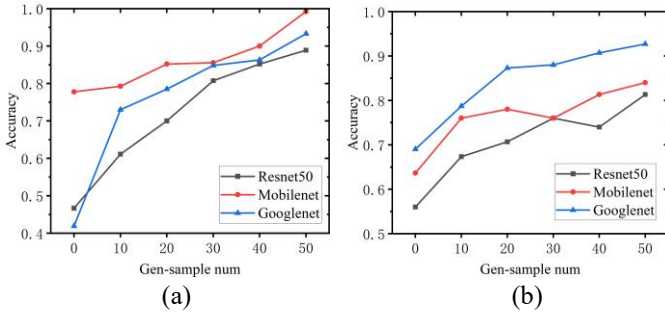 1.0
0.9
0.8
0.7
0.6
0.5
0.4
Accuracy
Resnet50
Mobilenet
Googlenet
0 10 20 30 40 50
Gen-sample num
(a)
1.0
0.9
0.8
0.7
0.6
0.5
Accuracy
Resnet50
Mobilenet
Googlenet
0 10 20 30 40 50
Gen-sample num
(b)